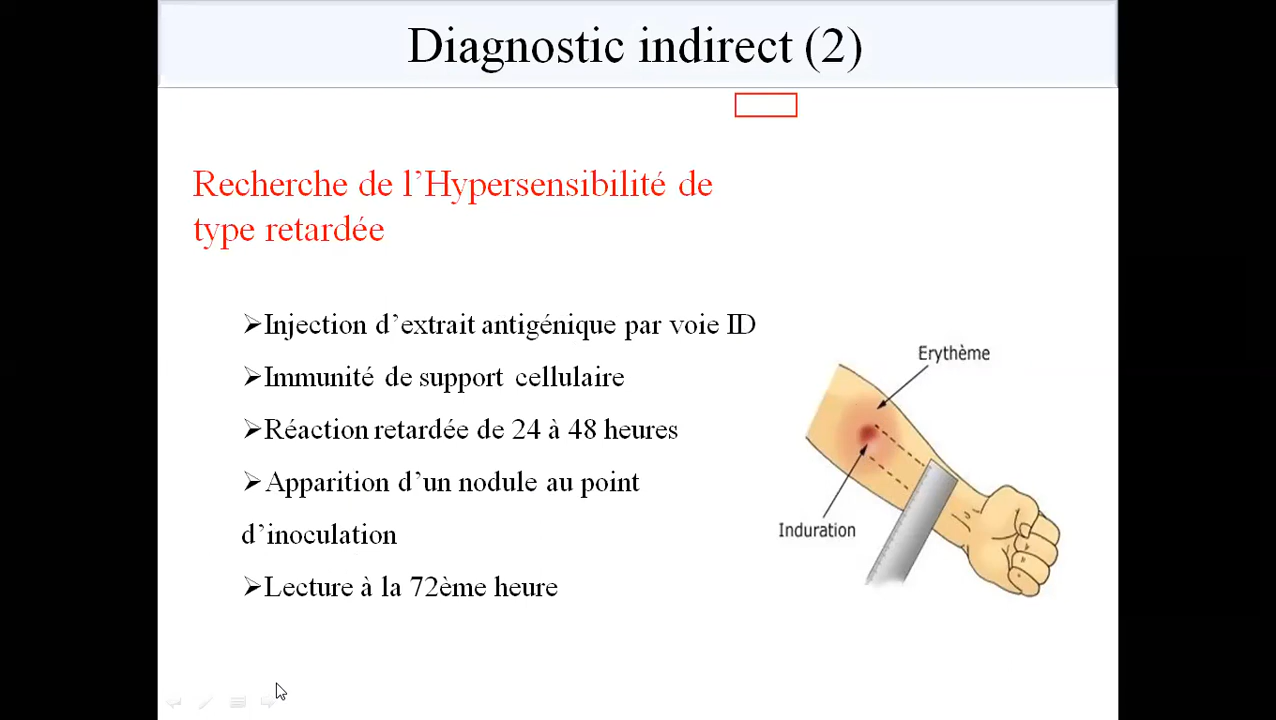 Diagnostic indirect (2)
Recherche de l’Hypersensibilité de
type retardée
➢Injection d’extrait antigénique par voie ID
➢Immunité de support cellulaire
➢Réaction retardée de 24 à 48 heures
➢Apparition d’un nodule au point
d’inoculation
➢Lecture à la 72ème heure
Erythème
Induration